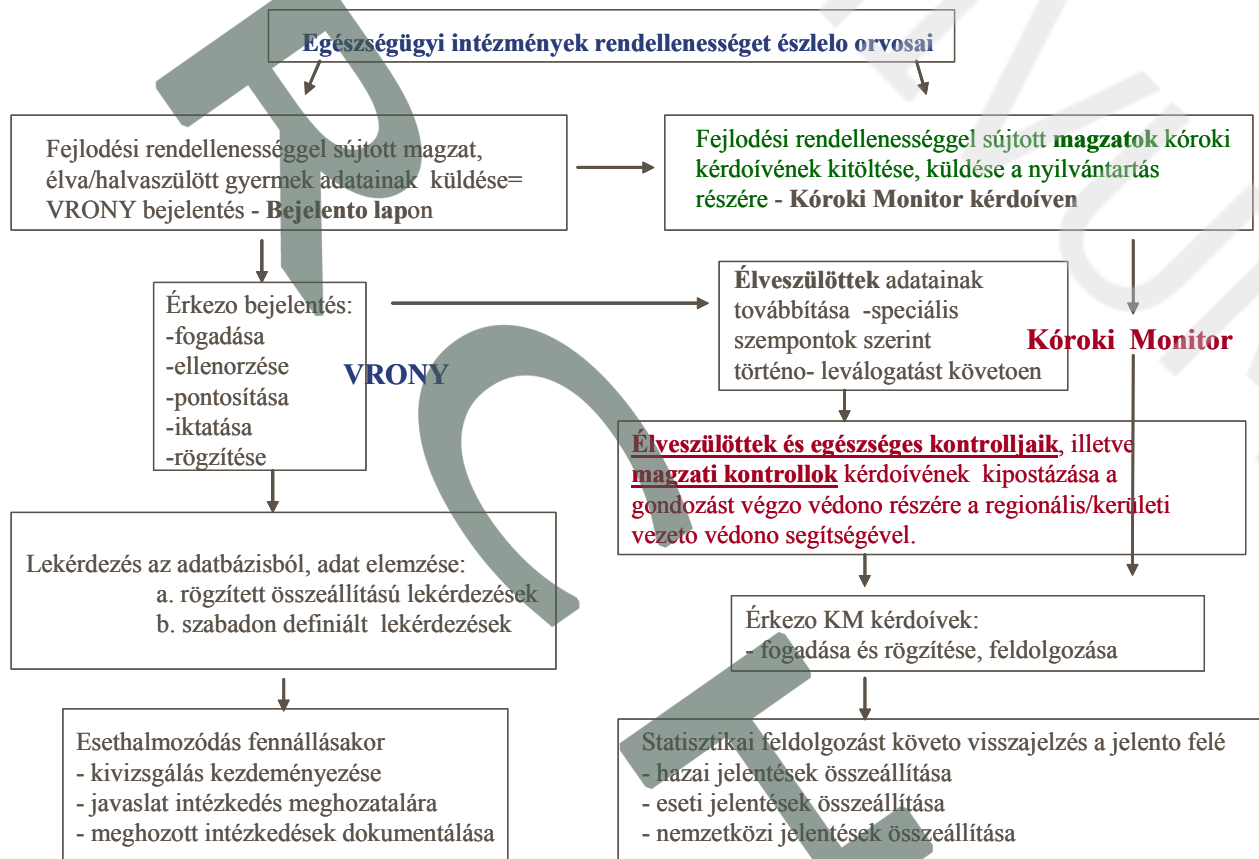 Egészségügyi intézmények rendellenességet észlelo orvosai
Fejlodési rendellenességgel sújtott magzat,
élva/halvaszülött gyermek adatainak küldése=
VRONY bejelentés - Bejelento lapon
Fejlodési rendellenességgel sújtott magzatok kóroki
kérdoívének kitöltése, küldése a nyilvántartás
részére - Kóroki Monitor kérdoíven
Érkezo bejelentés:
-fogadása
-ellenorzése
-pontosítása
-iktatása
-rögzítése
VRONY
Élveszülöttek adatainak
továbbítása -speciális
szempontok szerint
történo- leválogatást követoen
Kóroki Monitor
Élveszülöttek és egészséges kontrolljaik, illetve
magzati kontrollok kérdoívének kipostázása a
gondozást végzo védono részére a regionális/kerületi
vezeto védono segítségével.
Lekérdezés az adatbázisból, adat elemzése:
a. rögzített összeállítású lekérdezések
b. szabadon definiált lekérdezések
Érkezo KM kérdoívek:
- fogadása és rögzítése, feldolgozása
Esethalmozódás fennállásakor
- kivizsgálás kezdeményezése
- javaslat intézkedés meghozatalára
- meghozott intézkedések dokumentálása
Statisztikai feldolgozást követo visszajelzés a jelento felé
- hazai jelentések összeállítása
- eseti jelentések összeállítása
- nemzetközi jelentések összeállítása